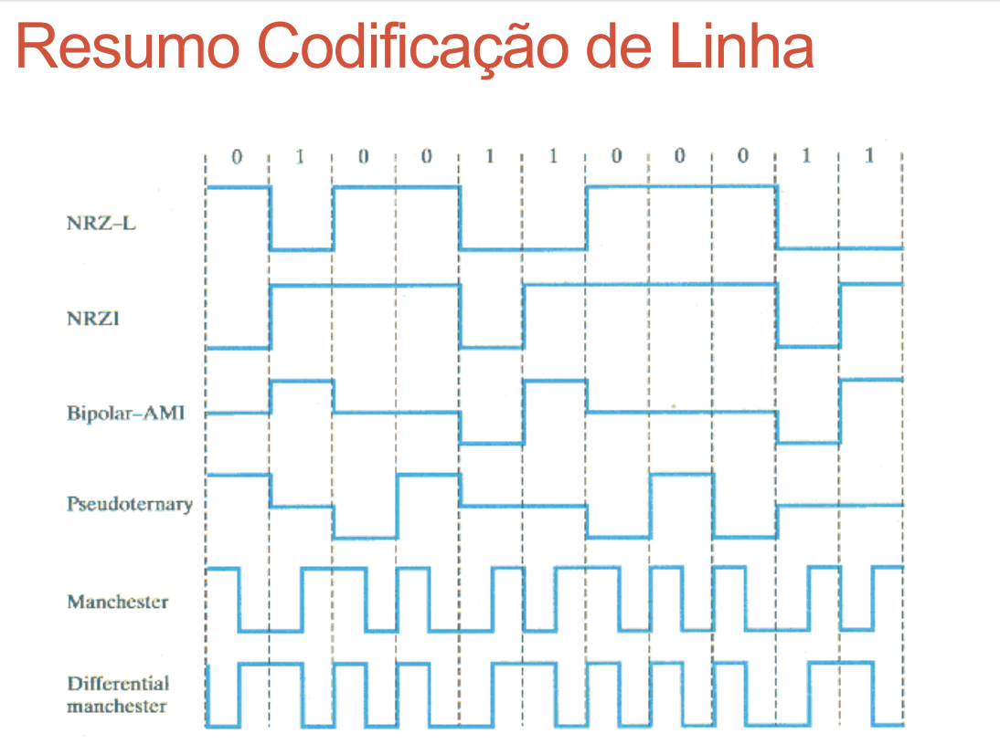 Resumo Codificação de Linha
0 1 0 0 1 1 0 0 0 1 1
NRZ–L
NRZI
Bipolar–AMI
Pseudoternary
Manchester
Differential
manchester